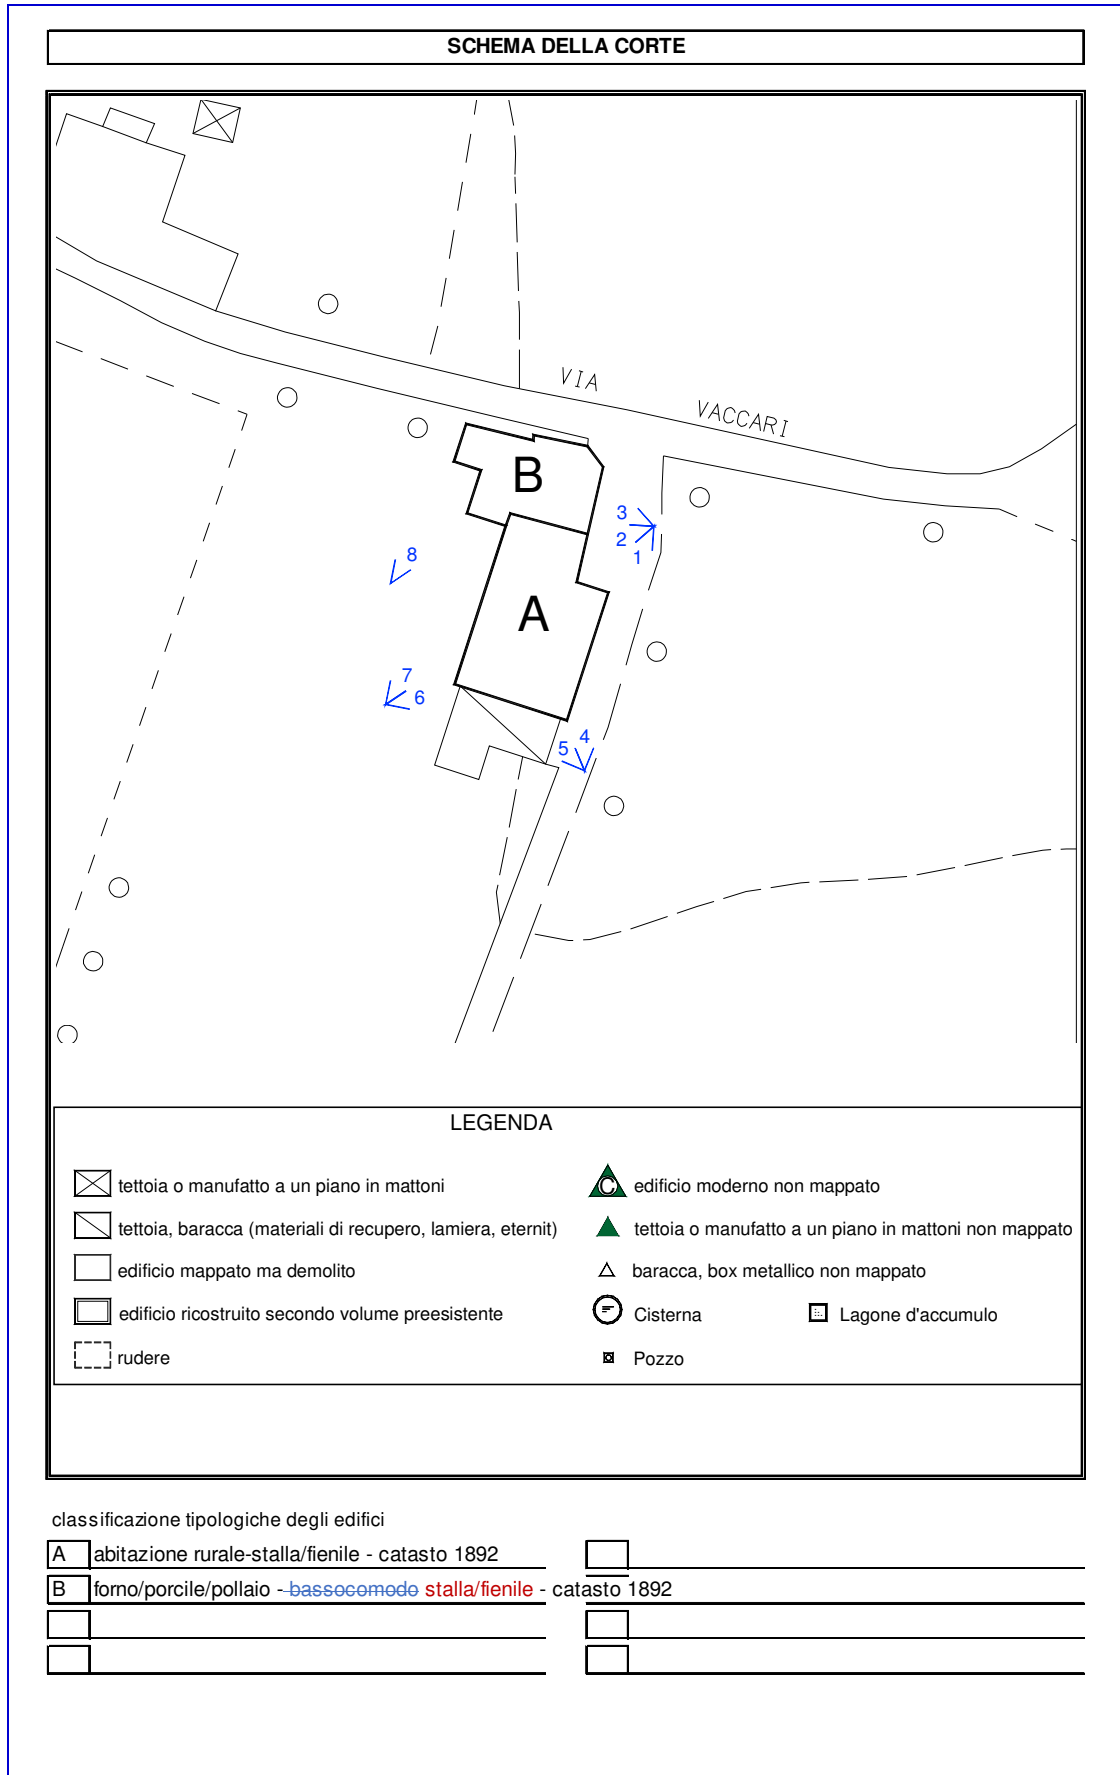 SCHEMA DELLA CORTE
VIA VACCARI
B
3
2
1
8
A
7
6
4
5
LEGENDA
tettoia o manufatto a un piano in mattoni
C edificio moderno non mappato
tettoia, baracca (materiali di recupero, lamiera, eternit)
tettoia o manufatto a un piano in mattoni non mappato
edificio mappato ma demolito
baracca, box metallico non mappato
edificio ricostruito secondo volume preesistente
Cisterna
Lagone d'accumulo
rudere
Pozzo
classificazione tipologiche degli edifici
A abitazione rurale-stalla/fienile - catasto 1892
B forno/porcile/pollaio - bassocomodo stalla/fienile - catasto 1892